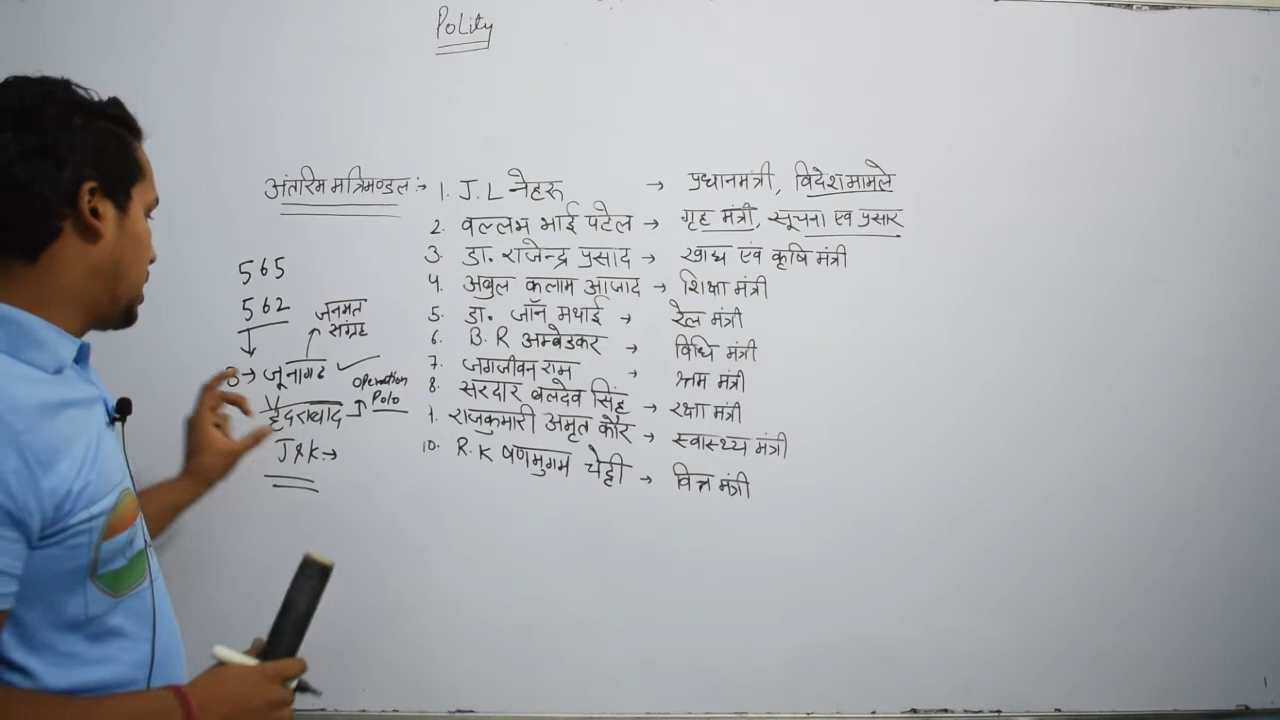 Polity
अंतरिम मत्रिमण्डल :→ 1. J.L नेहरू → प्रधानमंत्री, विदेश मामले
2. वल्लभ भाई पटेल → गृह मंत्री, सूचना एव प्रसार
3. डा. राजेन्द्र प्रसाद → खाद्य एंव कृषि मंत्री
4. अबुल कलाम आजाद → शिक्षा मंत्री
5. डा. जॉन मथाई → रेल मंत्री
6. B.R अम्बेडकर → विधि मंत्री
7. जगजीवन राम → श्रम मंत्री
8. सरदार बलदेव सिंह → रक्षा मंत्री
1. राजकुमारी अमृत कौर → स्वास्थ्य मंत्री
10. R.K षणमुगम चेट्टी → वित्त मंत्री
565
562
जनमत
संग्रह
3 → जूनागढ ✓
Operation
Polo
हैदराबाद →
J&K →